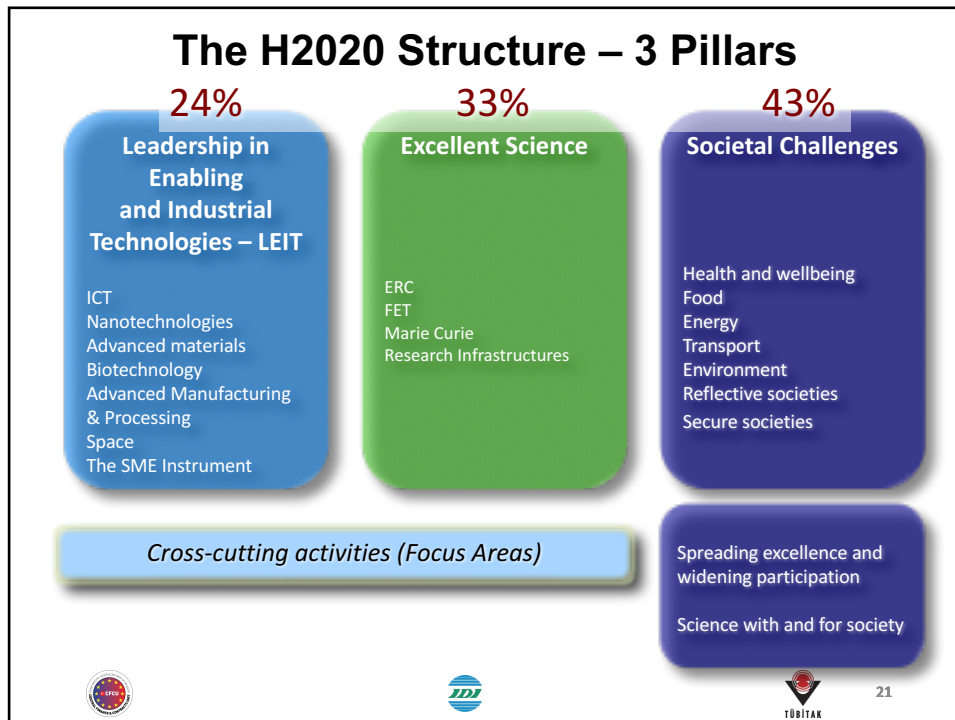 The H2020 Structure – 3 Pillars
24%
Leadership in
Enabling
and Industrial
Technologies – LEIT
ICT
Nanotechnologies
Advanced materials
Biotechnology
Advanced Manufacturing
& Processing
Space
The SME Instrument
33%
Excellent Science
ERC
FET
Marie Curie
Research Infrastructures
43%
Societal Challenges
Health and wellbeing
Food
Energy
Transport
Environment
Reflective societies
Secure societies
Cross-cutting activities (Focus Areas)
Spreading excellence and
widening participation
Science with and for society
CFCU
IDI
TÜBİTAK
21